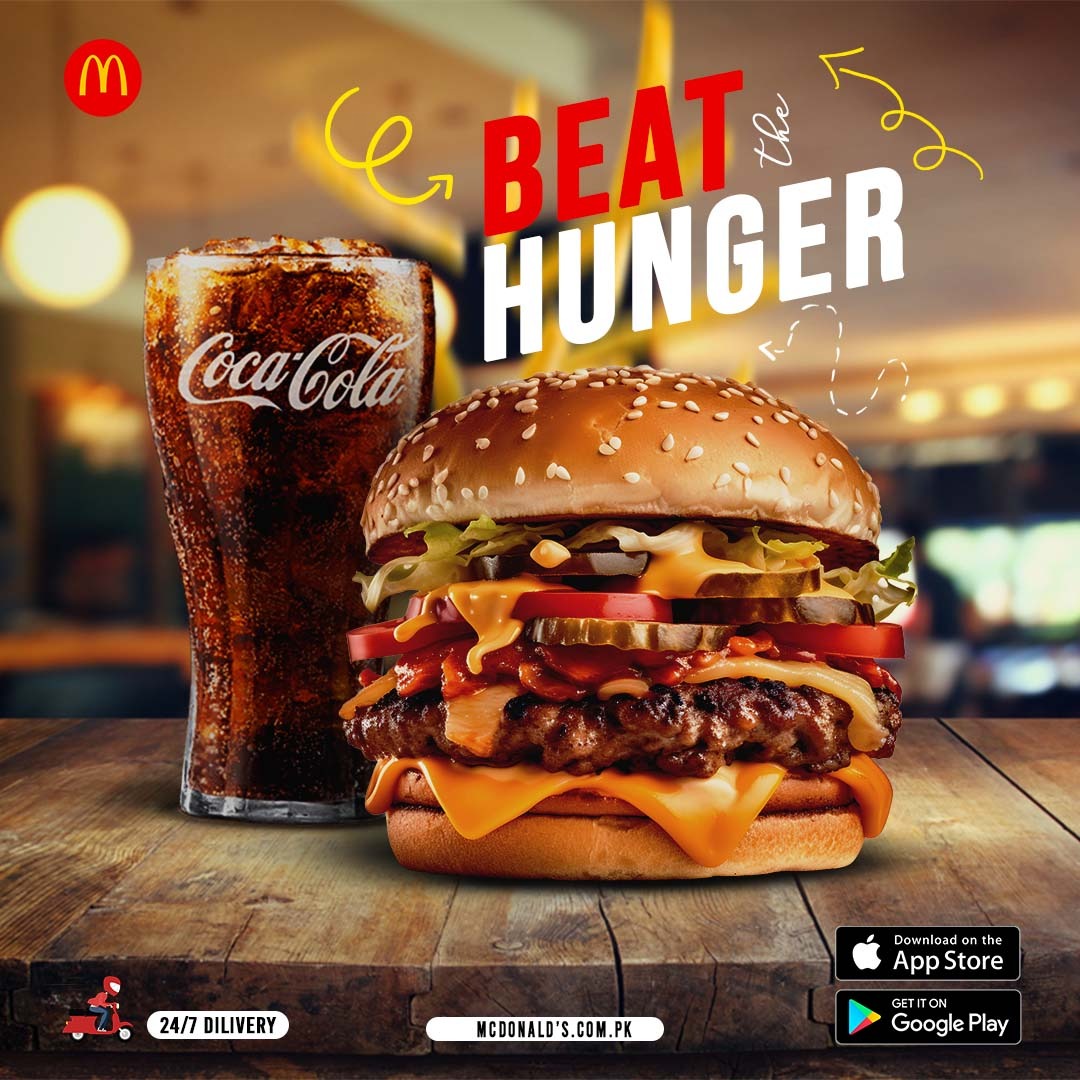 BEAT the
HUNGER
Coca-Cola
Download on the
App Store
GET IT ON
Google Play
24/7 DILIVERY
MCDONALD'S.COM.PK